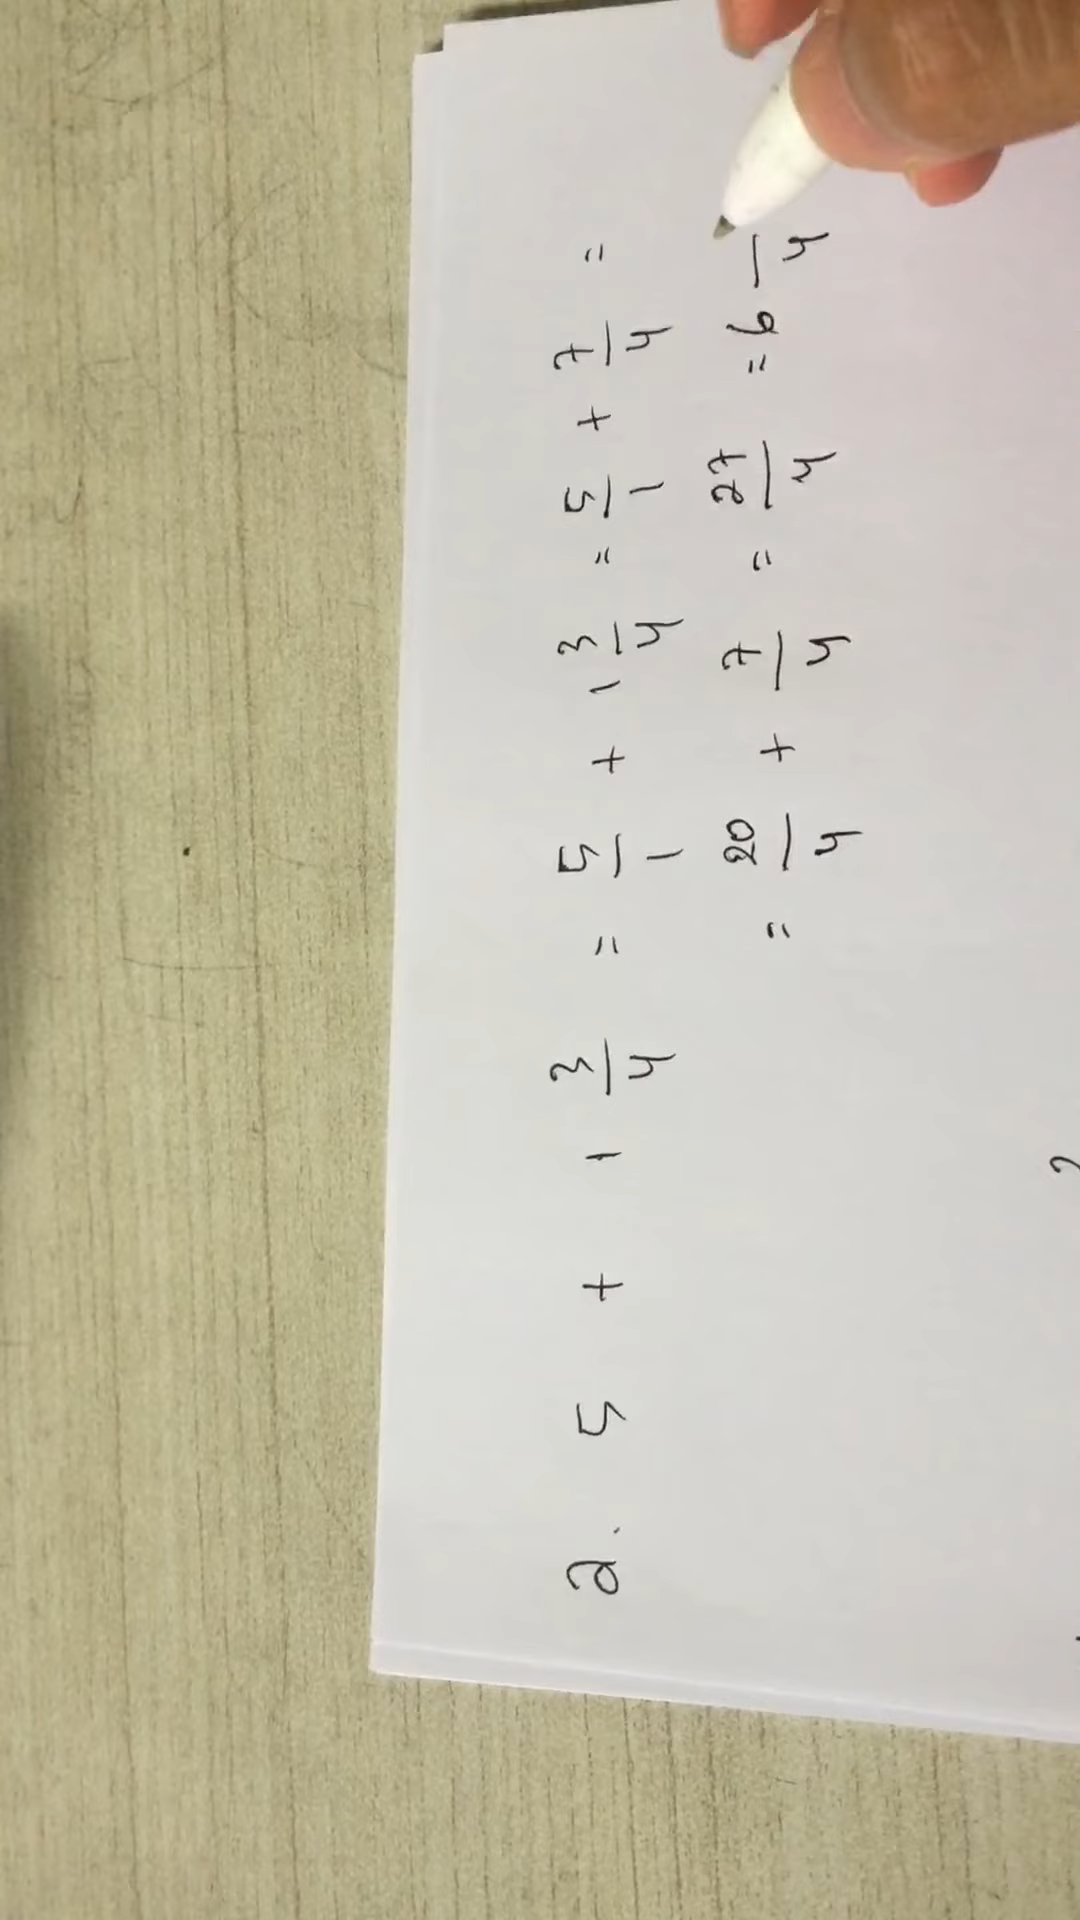 a. 5 + 1 3/4 = 5/1 + 1 3/4 = 5/1 + 7/4 =
= 20/4 + 7/4 = 27/4 = 6 /4